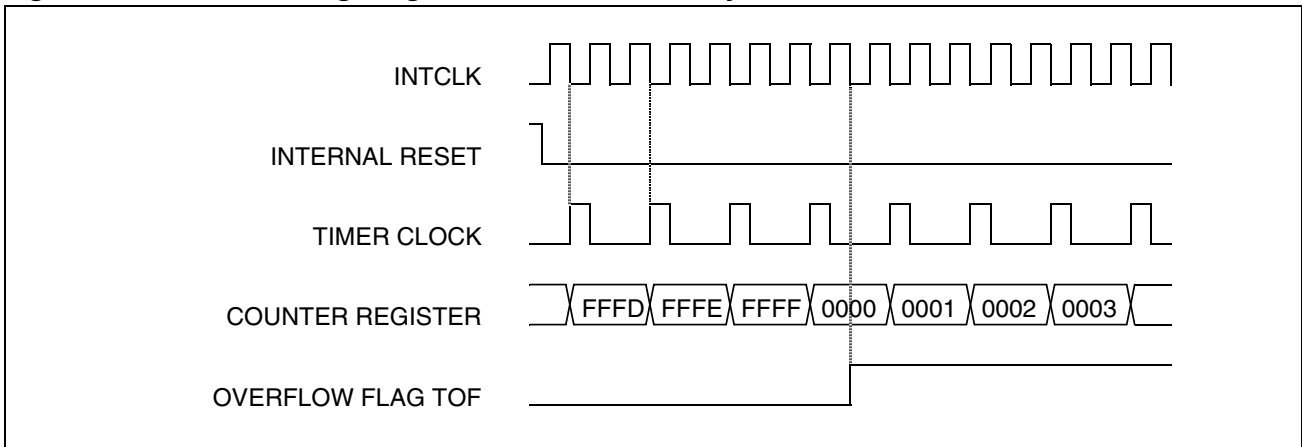 INTCLK
INTERNAL RESET
TIMER CLOCK
COUNTER REGISTER
FFFD FFFE FFFF 0000 0001 0002 0003
OVERFLOW FLAG TOF